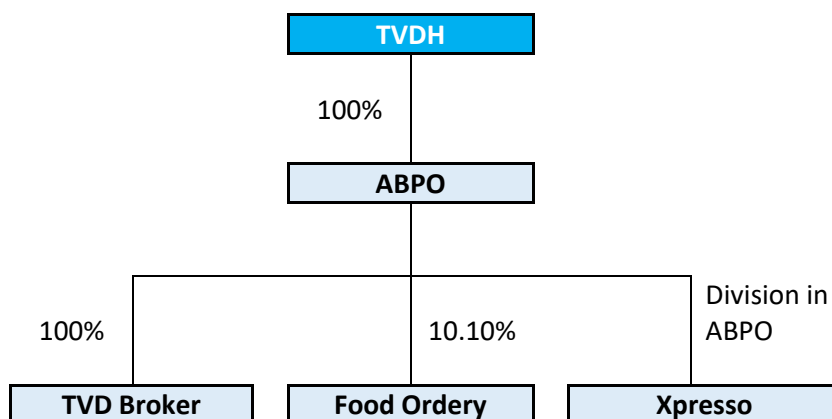 TVDH
100%
ABPO
100%
10.10%
Division in
ABPO
TVD Broker
Food Ordery
Xpresso